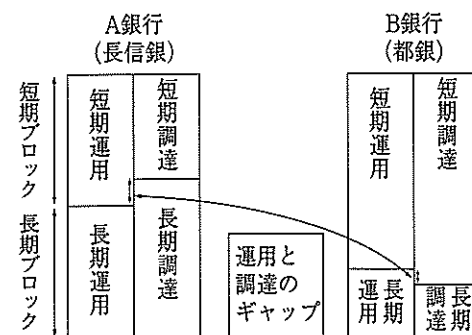 A銀行
(長信銀)
B銀行
(都銀)
短期ブロック
長期ブロック
短期運用
短期調達
長期運用
長期調達
運用と
調達の
ギャップ
短期運用
短期調達
長期
運用
長期
調達